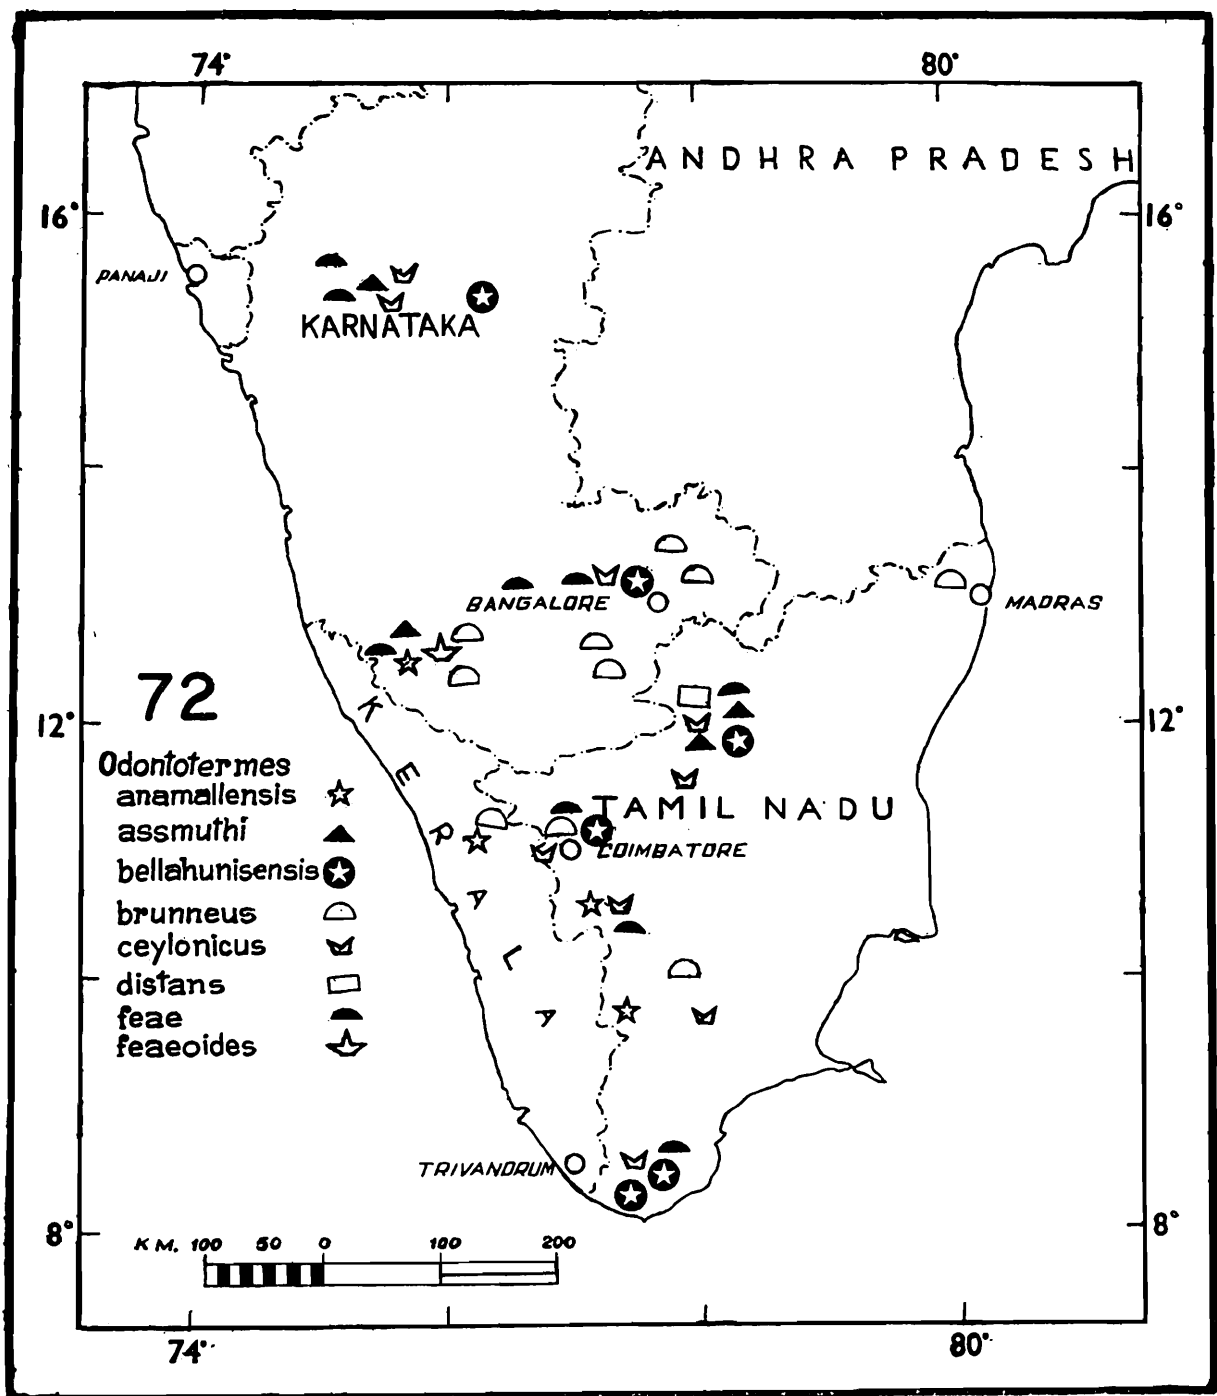 74° 80°
ANDHRA PRADESH
16° 16°
PANAJI
KARNATAKA
BANGALORE
MADRAS
72
12° 12°
KERALA
Odontotermes
anamallensis
assmuthi
bellahunisensis
brunneus
ceylonicus
distans
feae
feaeoides
TAMIL NADU
COIMBATORE
TRIVANDRUM
8° 8°
KM. 100 50 0 100 200
74° 80°